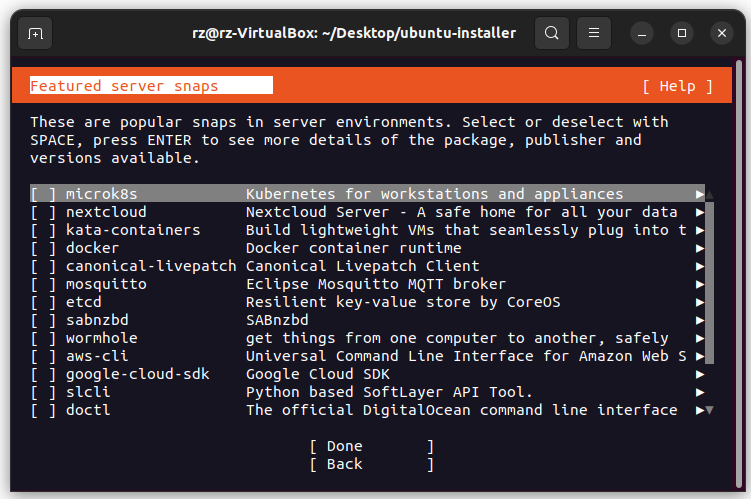 rz@rz-VirtualBox: ~/Desktop/ubuntu-installer
Featured server snaps [ Help ]
These are popular snaps in server environments. Select or deselect with
SPACE, press ENTER to see more details of the package, publisher and
versions available.
[ ] microk8s Kubernetes for workstations and appliances ▶
[ ] nextcloud Nextcloud Server - A safe home for all your data ▶
[ ] kata-containers Build lightweight VMs that seamlessly plug into t ▶
[ ] docker Docker container runtime ▶
[ ] canonical-livepatch Canonical Livepatch Client ▶
[ ] mosquitto Eclipse Mosquitto MQTT broker ▶
[ ] etcd Resilient key-value store by CoreOS ▶
[ ] sabnzbd SABnzbd ▶
[ ] wormhole get things from one computer to another, safely ▶
[ ] aws-cli Universal Command Line Interface for Amazon Web S ▶
[ ] google-cloud-sdk Google Cloud SDK ▶
[ ] slcli Python based SoftLayer API Tool. ▶
[ ] doctl The official DigitalOcean command line interface ▶
[ Done ]
[ Back ]